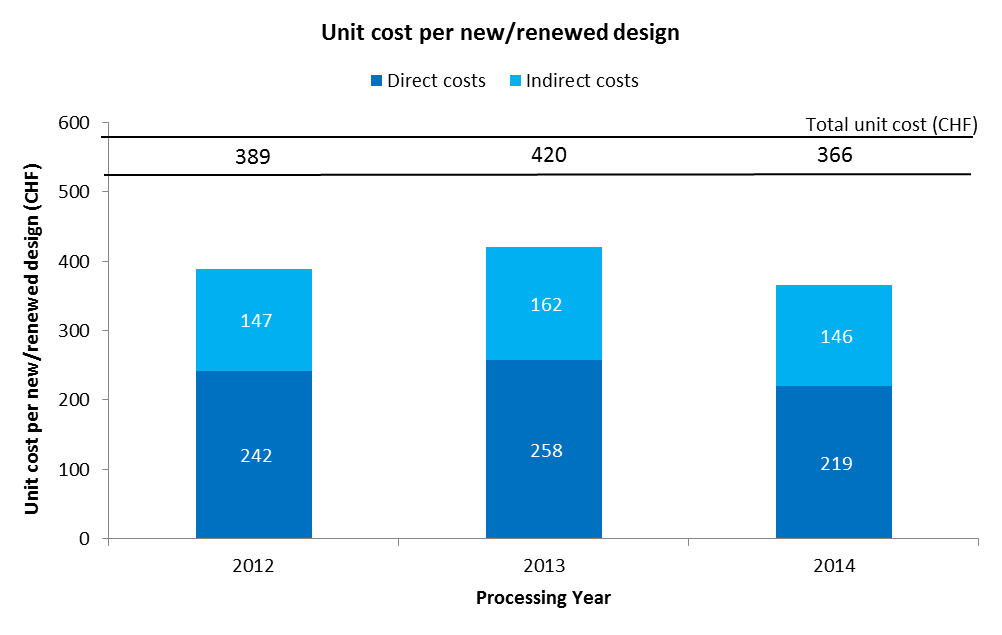 Unit cost per new/renewed design
Direct costs Indirect costs
Total unit cost (CHF)
389 420 366
600
500
400
300
200
100
0
Unit cost per new/renewed design (CHF)
147 162 146
242 258 219
2012 2013 2014
Processing Year